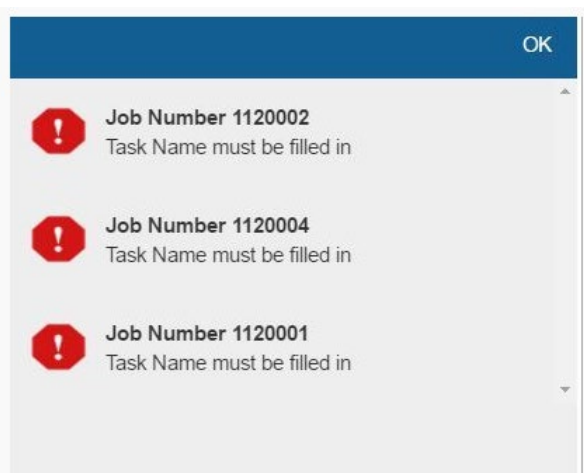 OK
Job Number 1120002
Task Name must be filled in
Job Number 1120004
Task Name must be filled in
Job Number 1120001
Task Name must be filled in